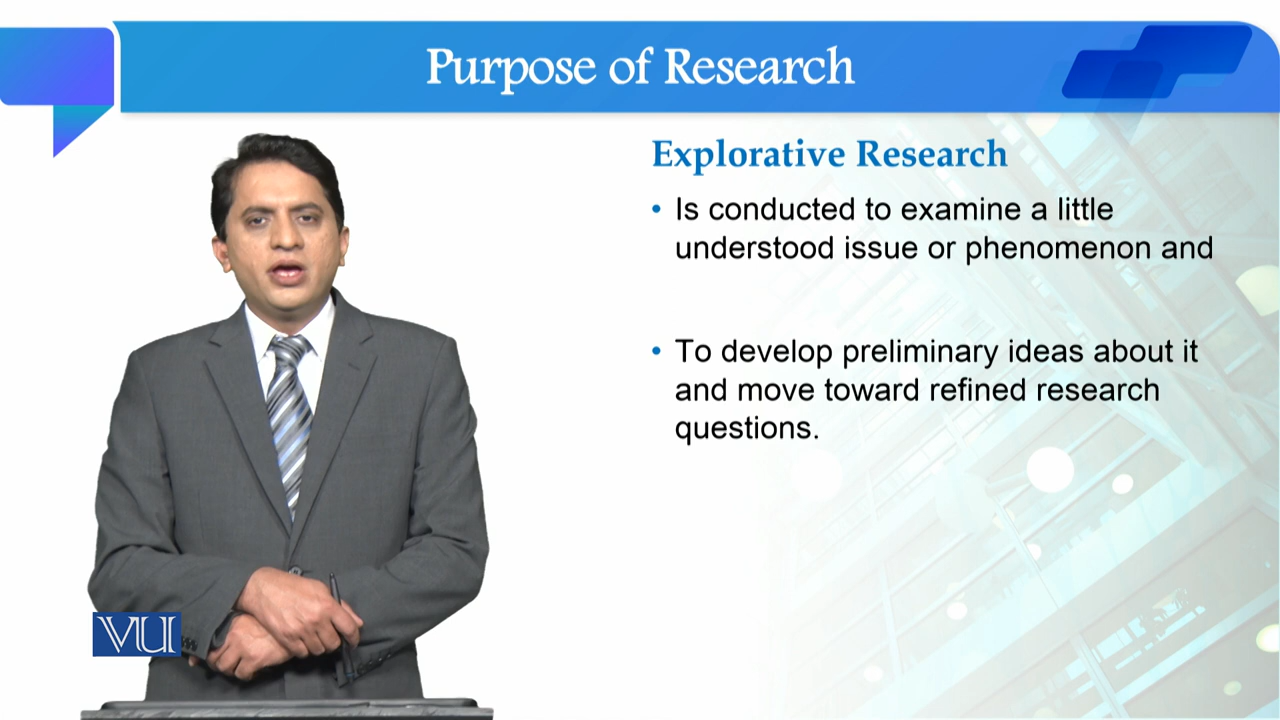 Purpose of Research
Explorative Research
• Is conducted to examine a little
understood issue or phenomenon and
• To develop preliminary ideas about it
and move toward refined research
questions.
VU